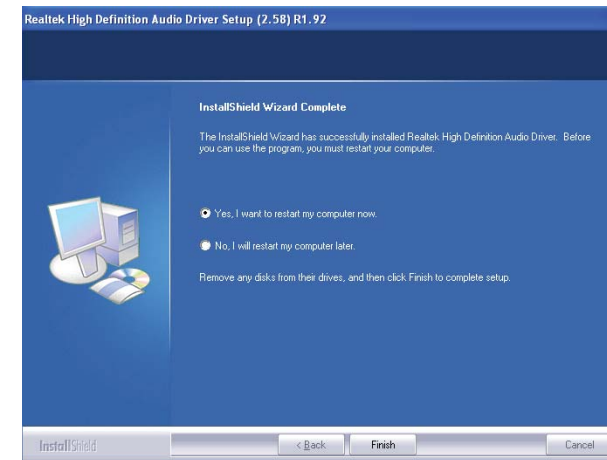 Realtek High Definition Audio Driver Setup (2.58) R1.92
InstallShield Wizard Complete
The InstallShield Wizard has successfully installed Realtek High Definition Audio Driver. Before
you can use the program, you must restart your computer.
Yes, I want to restart my computer now.
No, I will restart my computer later.
Remove any disks from their drives, and then click Finish to complete setup.
InstallShield
< Back
Finish
Cancel